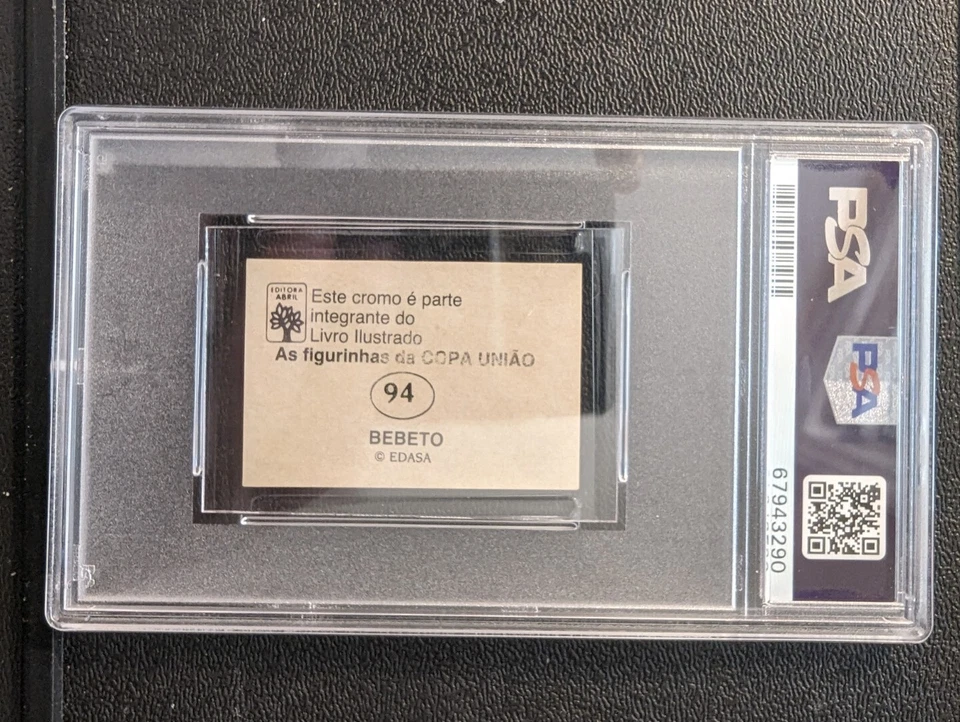 EDITORA
ABRIL
Este cromo é parte
integrante do
Livro Ilustrado
As figurinhas da COPA UNIÃO
94
BEBETO
© EDASA
PSA
PSA
67943290